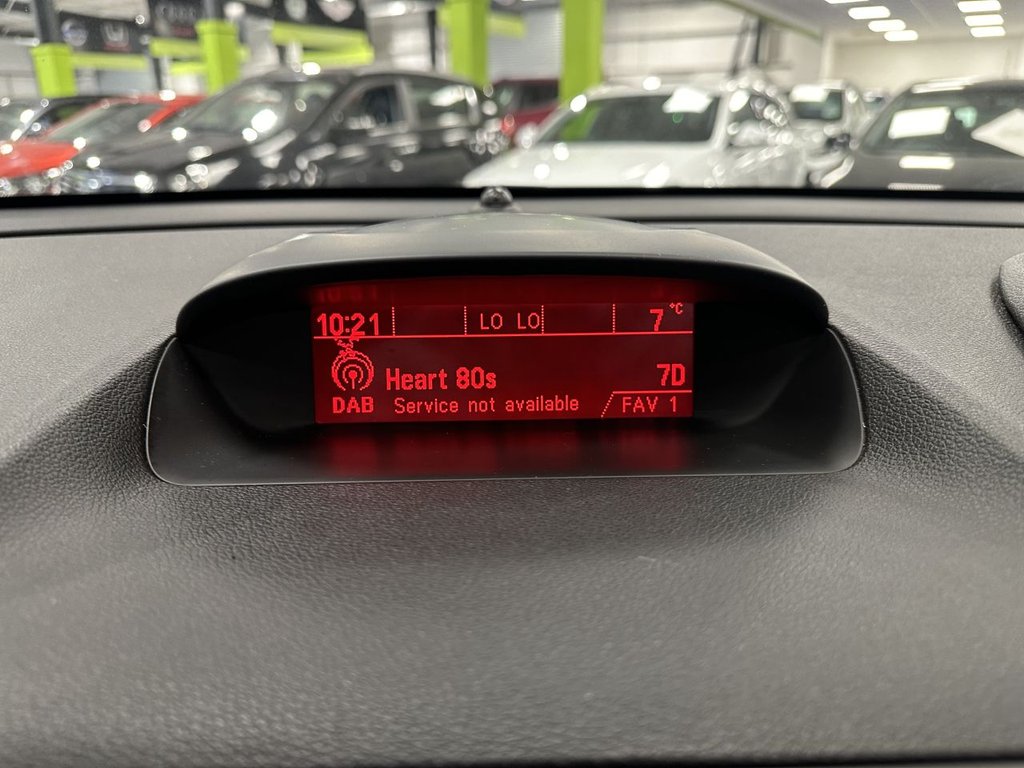 10:21 LO LO 7 °C
Heart 80s 7D
DAB Service not available FAV 1